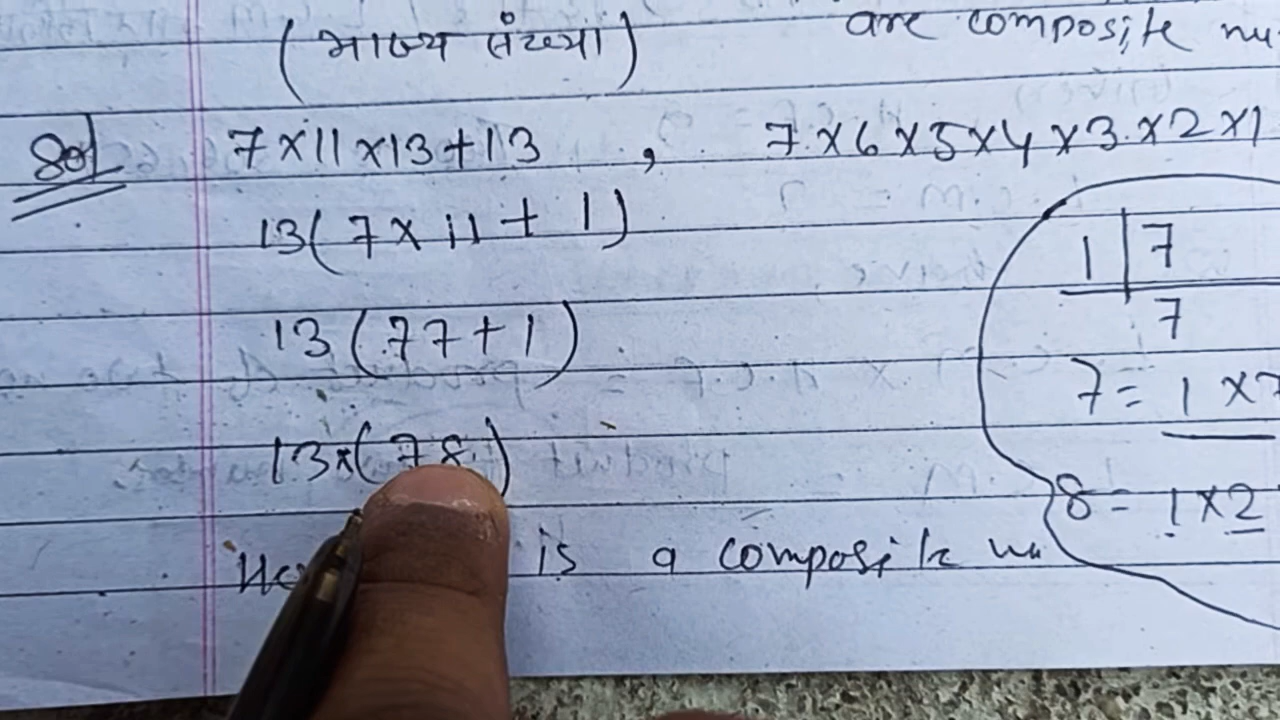 (भाज्य संख्या) are composite nu
Sol 7×11×13+13 , 7×6×5×4×3×2×1
13(7×11+1)
13(77+1)
13×(78)
is a composite nu
1 7
7
7=1×7
8=1×2